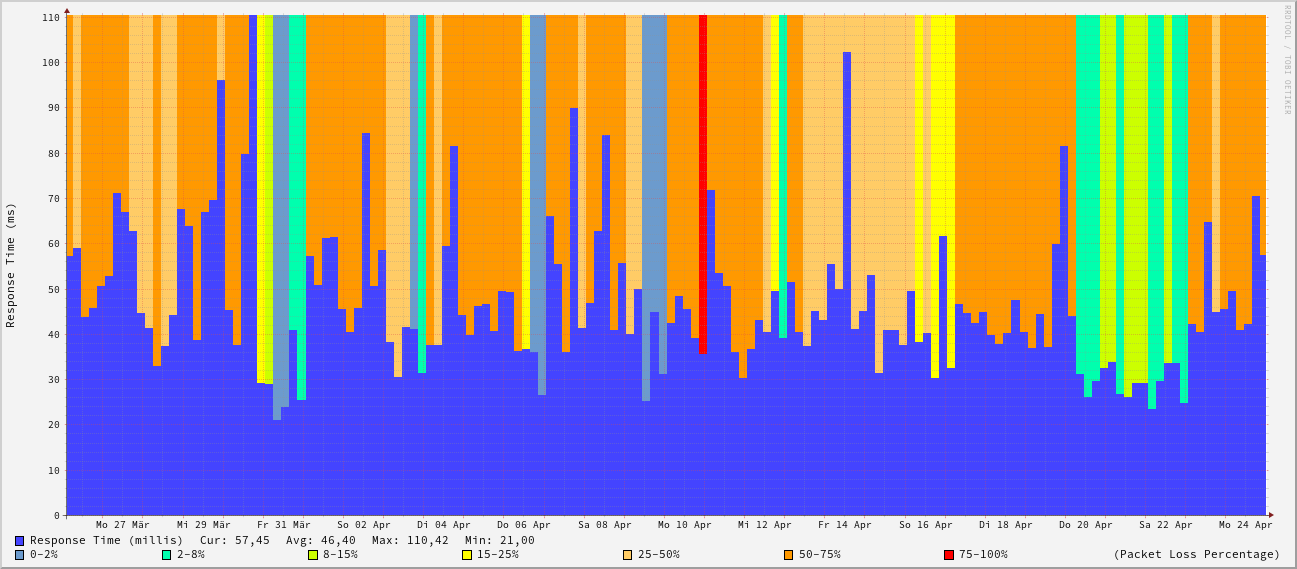 RRDTOOL / TOBI OETIKER
Response Time (ms)
110
100
90
80
70
60
50
40
30
20
10
0
Mo 27 Mär Mi 29 Mär Fr 31 Mär So 02 Apr Di 04 Apr Do 06 Apr Sa 08 Apr Mo 10 Apr Mi 12 Apr Fr 14 Apr So 16 Apr Di 18 Apr Do 20 Apr Sa 22 Apr Mo 24 Apr
Response Time (millis) Cur: 57,45 Avg: 46,40 Max: 110,42 Min: 21,00
0-2% 2-8% 8-15% 15-25% 25-50% 50-75% 75-100% (Packet Loss Percentage)